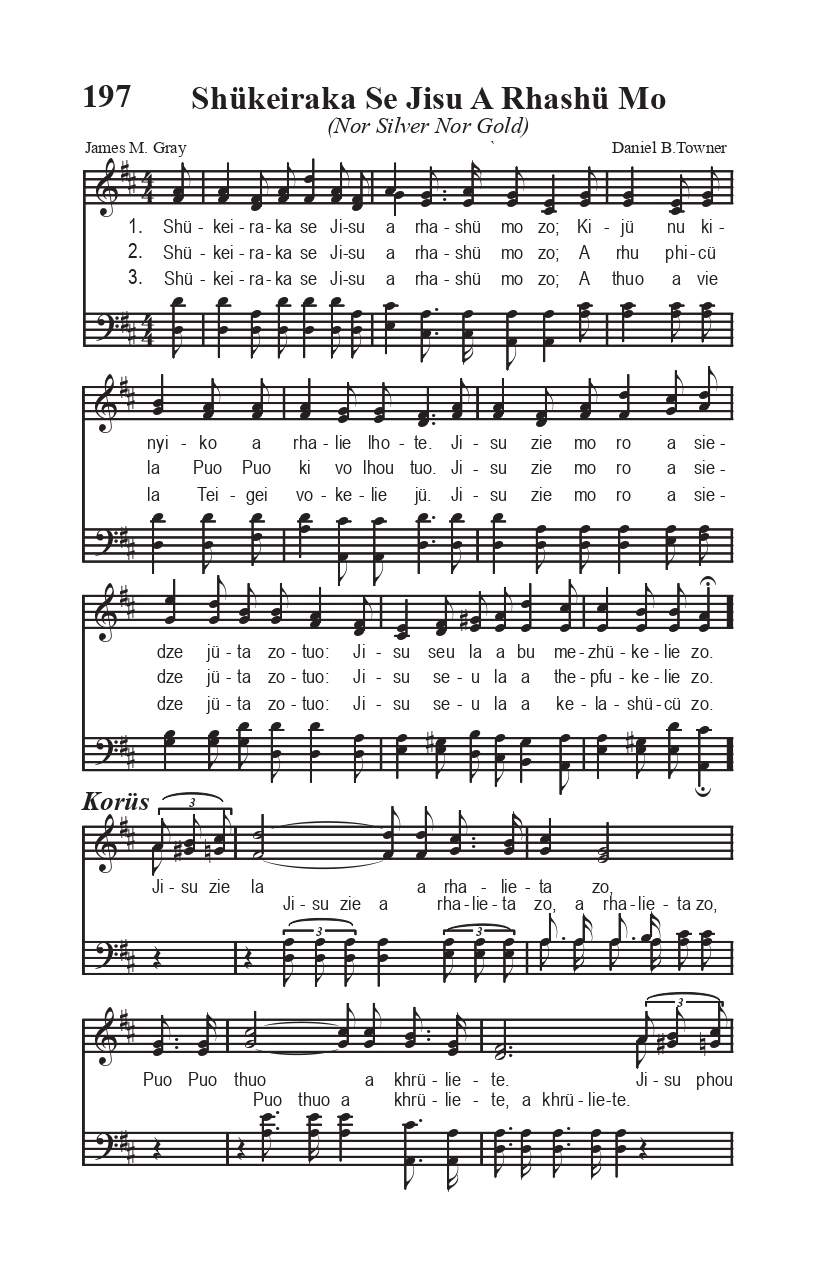 197 Shükeiraka Se Jisu A Rhashü Mo
(Nor Silver Nor Gold)
James M. Gray ` Daniel B.Towner
1. Shü - kei - ra - ka se Ji-su a rha - shü mo zo; Ki - jü nu ki-
2. Shü - kei - ra - ka se Ji-su a rha - shü mo zo; A rhu phi-cü
3. Shü - kei - ra - ka se Ji-su a rha - shü mo zo; A thuo a vie
nyi - ko a rha - lie lho - te. Ji - su zie mo ro a sie -
la Puo Puo ki vo lhou tuo. Ji - su zie mo ro a sie -
la Tei - gei vo - ke - lie jü. Ji - su zie mo ro a sie -
dze jü - ta zo - tuo: Ji - su seu la a bu me - zhü - ke - lie zo.
dze jü - ta zo - tuo: Ji - su se - u la a the - pfu - ke - lie zo.
dze jü - ta zo - tuo: Ji - su se - u la a ke - la - shü-cü zo.
Korüs
3
Ji - su zie la a rha - lie - ta zo,
Ji - su zie a rha - lie - ta zo, a rha - lie - ta zo,
3 3
3
Puo Puo thuo a khrü - lie - te. Ji - su phou
Puo thuo a khrü - lie - te, a khrü - lie-te.